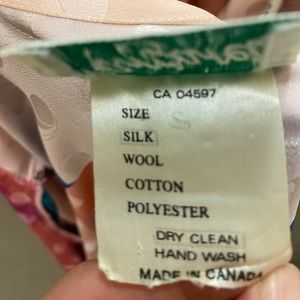 CA 04597
SIZE S
SILK
WOOL
COTTON
POLYESTER
DRY CLEAN
HAND WASH
MADE IN CANADA